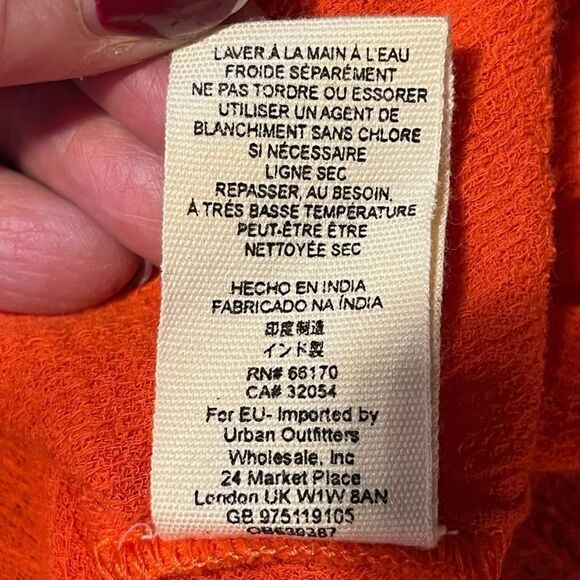 LAVER À LA MAIN À L'EAU
FROIDE SÉPARÉMENT
NE PAS TORDRE OU ESSORER
UTILISER UN AGENT DE
BLANCHIMENT SANS CHLORE
SI NÉCESSAIRE
LIGNE SEC
REPASSER, AU BESOIN,
À TRÉS BASSE TEMPÉRATURE
PEUT-ÊTRE ÊTRE
NETTOYÉE SEC
HECHO EN INDIA
FABRICADO NA ÍNDIA
印度制造
インド製
RN# 66170
CA# 32054
For EU- Imported by
Urban Outfitters
Wholesale, Inc
24 Market Place
London UK W1W 8AN
GB 975119105